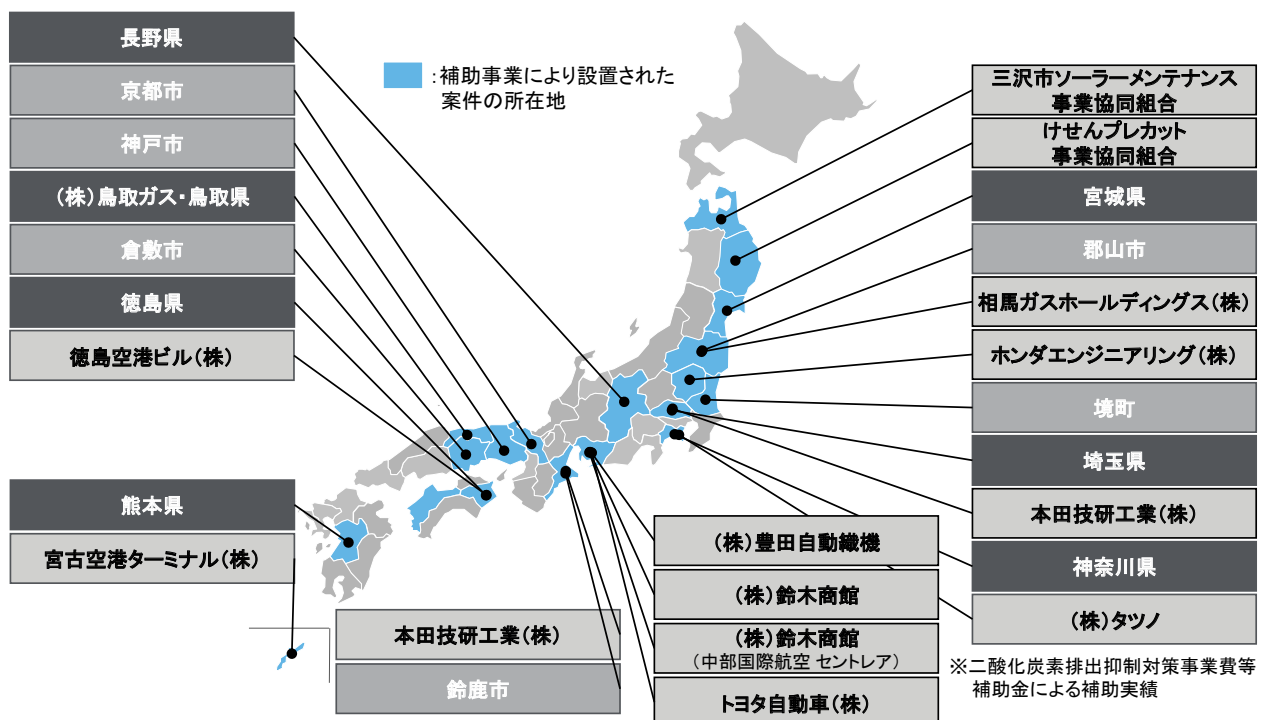 長野県
京都市
神戸市
（株）鳥取ガス・鳥取県
倉敷市
徳島県
徳島空港ビル（株）
熊本県
宮古空港ターミナル（株）
：補助事業により設置された
案件の所在地
三沢市ソーラーメンテナンス
事業協同組合
けせんプレカット
事業協同組合
宮城県
郡山市
相馬ガスホールディングス（株）
ホンダエンジニアリング（株）
境町
埼玉県
本田技研工業（株）
神奈川県
（株）タツノ
（株）豊田自動織機
（株）鈴木商館
（株）鈴木商館
（中部国際航空 セントレア）
トヨタ自動車（株）
本田技研工業（株）
鈴鹿市
※二酸化炭素排出抑制対策事業費等
補助金による補助実績